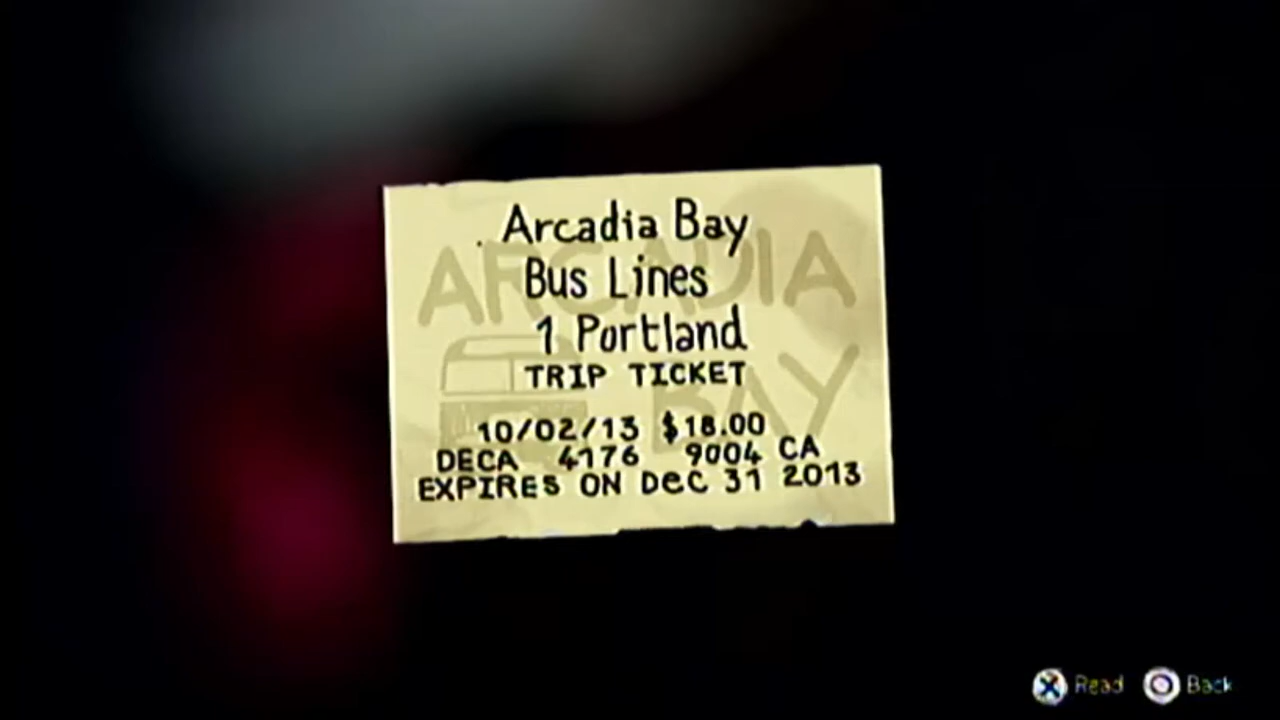 Arcadia Bay
Bus Lines
1 Portland
TRIP TICKET
10/02/13 $18.00
DECA 4176 9004 CA
EXPIRES ON DEC 31 2013
ARCADIA
BAY
Read Back